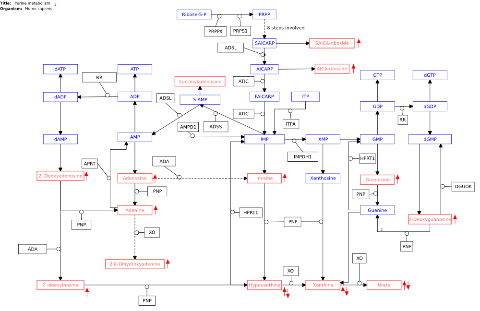 Title: Purine metabolism
Organism: Homo sapiens
Ribose-5-P
PRPP
PRPPs
PRPS1
8 steps involved
SAICARP
SAICA-riboside
ADSL
AICARP
AICA-riboside
dATP
ATP
Succinyladenosine
ATIC
GTP
dGTP
RR
dADP
ADP
ADSL
S-AMP
FAICARP
ITP
GDP
dGDP
ATIC
RR
AMPD1
ADSS
ITPA
dAMP
AMP
IMP
XMP
GMP
dGMP
IMPDH1
HPRT1
APRT
ADA
2'-Deoxyadenosine
Adenosine
Inosine
Xanthosine
Guanosine
DGUOK
PNP
PNP
Adenine
HPRT1
PNP
Guanine
2'-Deoxyguanosine
PNP
XO
PNP
ADA
2,8-Dihydroxyadenine
XO
XO
2'-deoxyinosine
Hypoxanthine
Xanthine
Urate
PNP